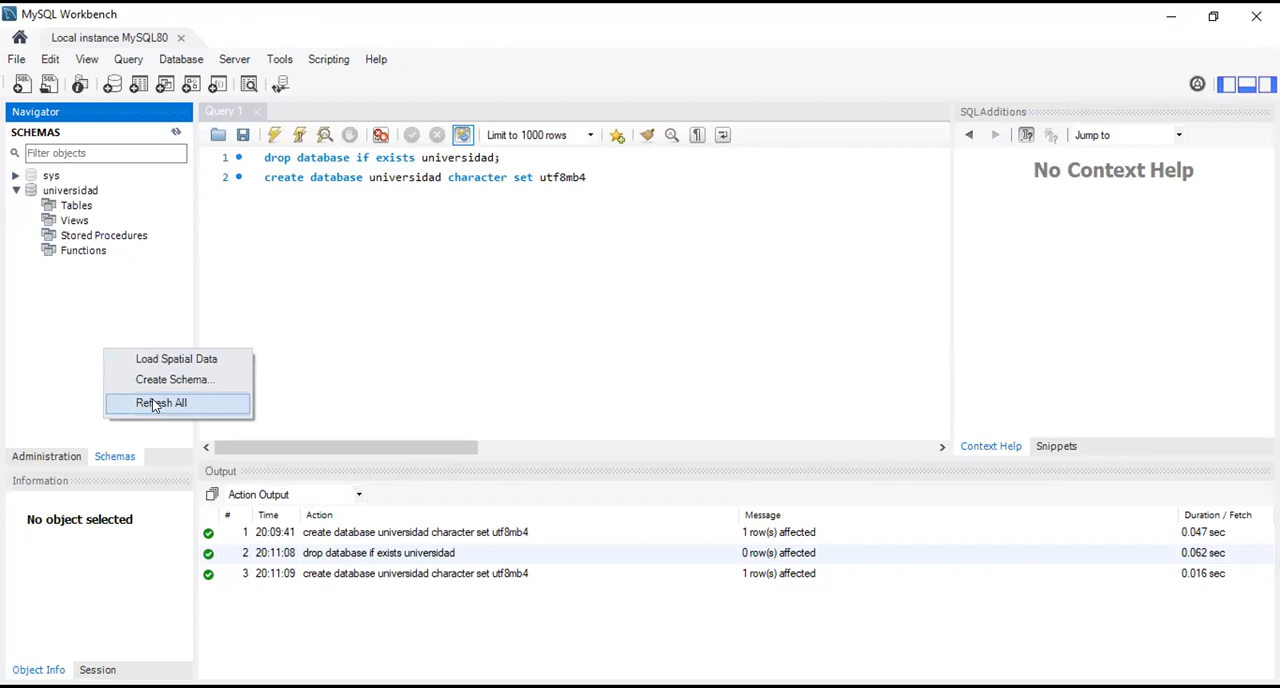 MySQL Workbench
Local instance MySQL80
File Edit View Query Database Server Tools Scripting Help
Navigator
SCHEMAS
Filter objects
sys
universidad
Tables
Views
Stored Procedures
Functions
Load Spatial Data
Create Schema...
Refresh All
Administration Schemas
Information
No object selected
Object Info Session
Query 1
Limit to 1000 rows
1 drop database if exists universidad;
2 create database universidad character set utf8mb4
SQLAdditions
Jump to
No Context Help
Context Help Snippets
Output
Action Output
# Time Action Message Duration / Fetch
1 20:09:41 create database universidad character set utf8mb4 1 row(s) affected 0.047 sec
2 20:11:08 drop database if exists universidad 0 row(s) affected 0.062 sec
3 20:11:09 create database universidad character set utf8mb4 1 row(s) affected 0.016 sec